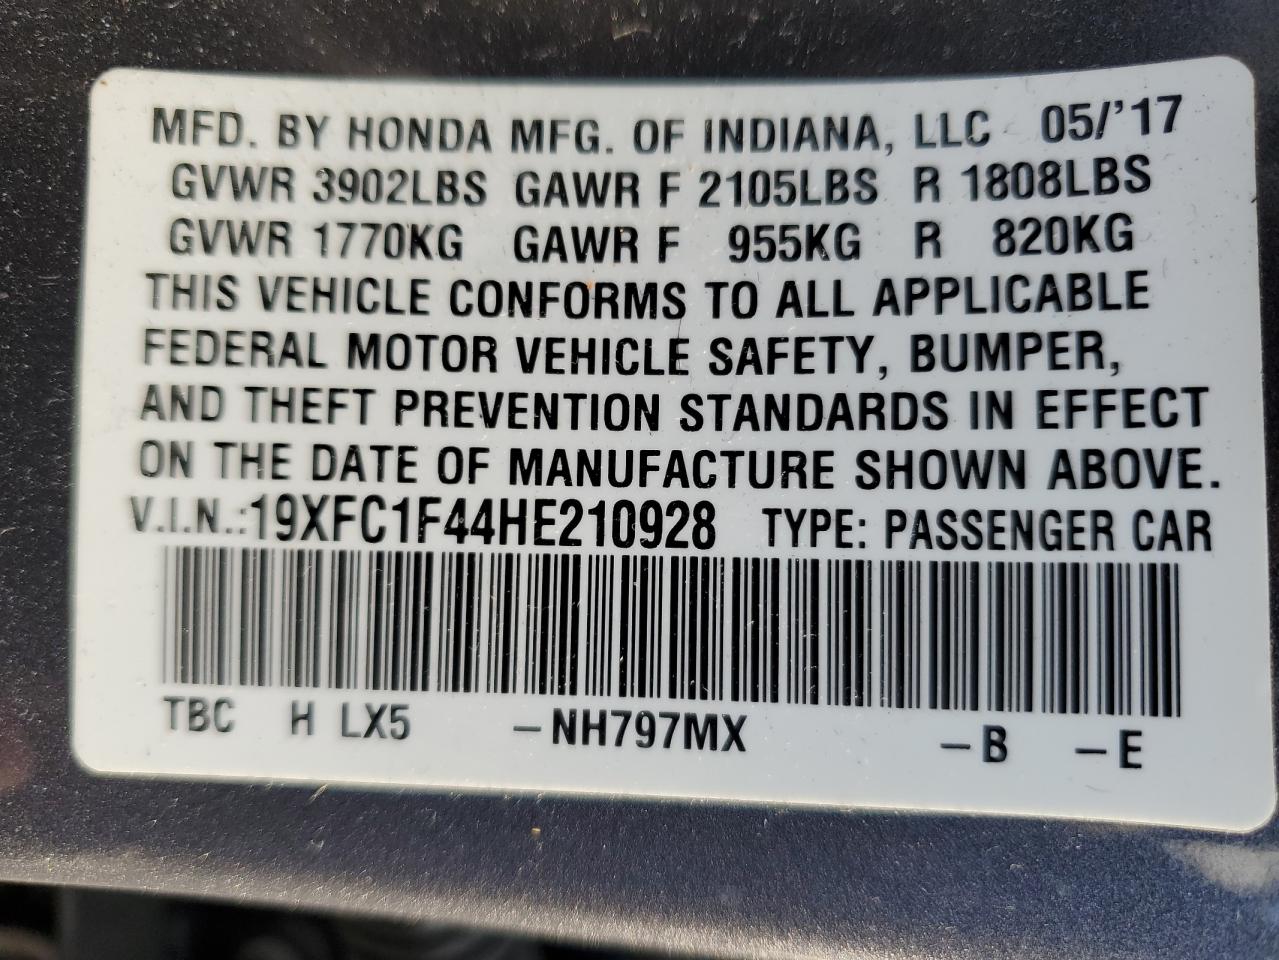 MFD. BY HONDA MFG. OF INDIANA, LLC 05/'17
GVWR 3902LBS GAWR F 2105LBS R 1808LBS
GVWR 1770KG GAWR F 955KG R 820KG
THIS VEHICLE CONFORMS TO ALL APPLICABLE
FEDERAL MOTOR VEHICLE SAFETY, BUMPER,
AND THEFT PREVENTION STANDARDS IN EFFECT
ON THE DATE OF MANUFACTURE SHOWN ABOVE.
V.I.N.:19XFC1F44HE210928 TYPE: PASSENGER CAR
TBC H LX5 –NH797MX –B –E